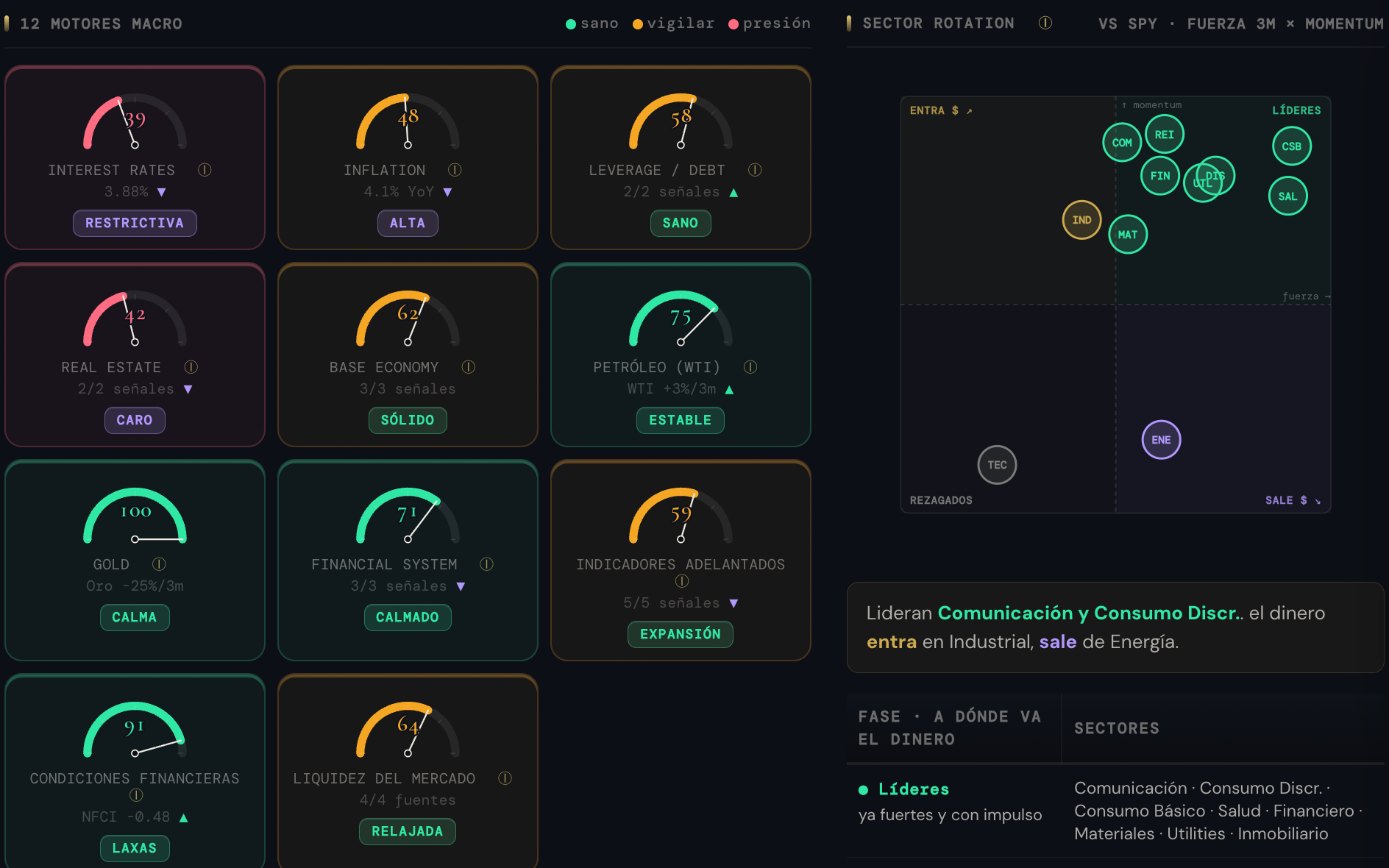 12 MOTORES MACRO
sano vigilar presión
39
INTEREST RATES ⓘ
3.88% ▼
RESTRICTIVA
48
INFLATION ⓘ
4.1% YoY ▼
ALTA
58
LEVERAGE / DEBT ⓘ
2/2 señales ▲
SANO
42
REAL ESTATE ⓘ
2/2 señales ▼
CARO
62
BASE ECONOMY ⓘ
3/3 señales
SÓLIDO
75
PETRÓLEO (WTI) ⓘ
WTI +3%/3m ▲
ESTABLE
100
GOLD ⓘ
Oro -25%/3m
CALMA
71
FINANCIAL SYSTEM ⓘ
3/3 señales ▼
CALMADO
59
INDICADORES ADELANTADOS
ⓘ
5/5 señales ▼
EXPANSIÓN
91
CONDICIONES FINANCIERAS
ⓘ
NFCI -0.48 ▲
LAXAS
64
LIQUIDEZ DEL MERCADO ⓘ
4/4 fuentes
RELAJADA
SECTOR ROTATION ⓘ VS SPY · FUERZA 3M × MOMENTUM
ENTRA $ ↗
↑ momentum
LÍDERES
COM
REI
CSB
FIN
UTL
DIS
SAL
IND
MAT
fuerza →
ENE
TEC
REZAGADOS
SALE $ ↘
Lideran Comunicación y Consumo Discr.. el dinero
entra en Industrial, sale de Energía.
FASE · A DÓNDE VA
EL DINERO
SECTORES
Líderes
ya fuertes y con impulso
Comunicación · Consumo Discr. ·
Consumo Básico · Salud · Financiero ·
Materiales · Utilities · Inmobiliario